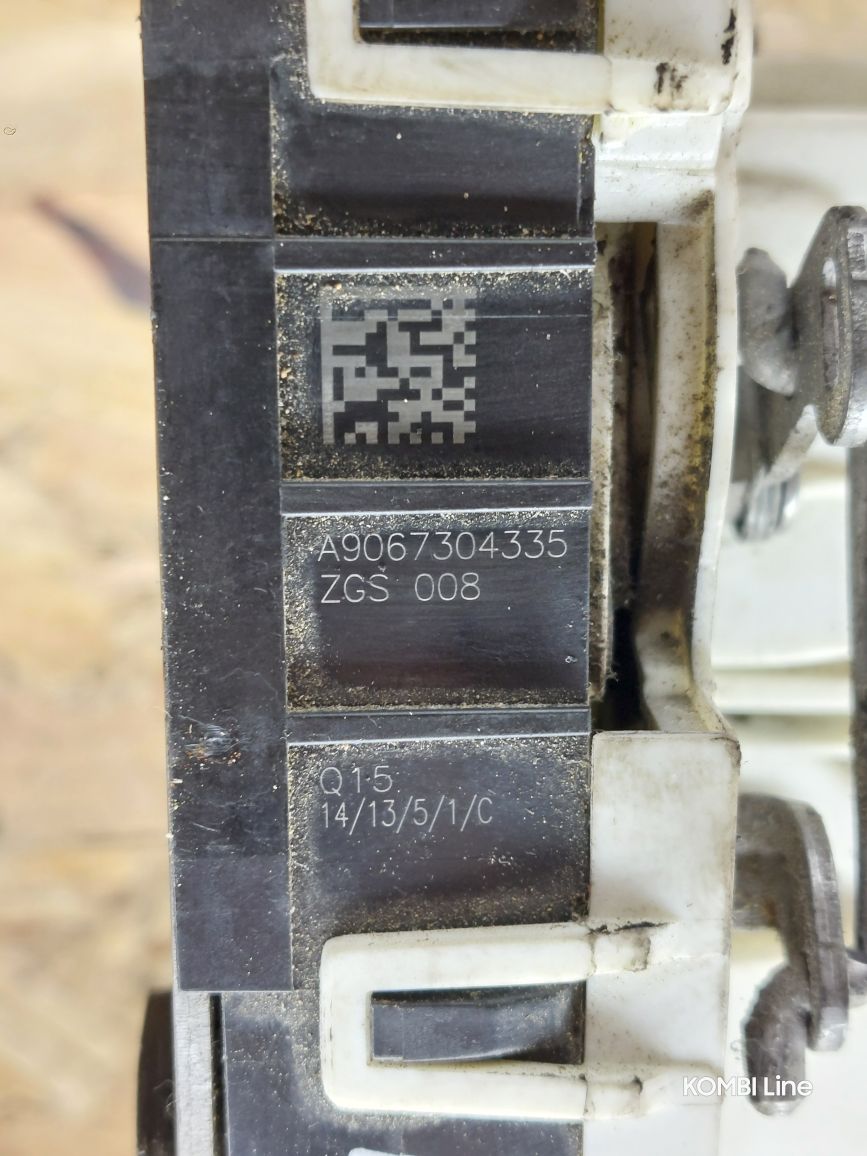 A9067304335
ZGS 008
Q15
14/13/5/1/C
KOMBI Line